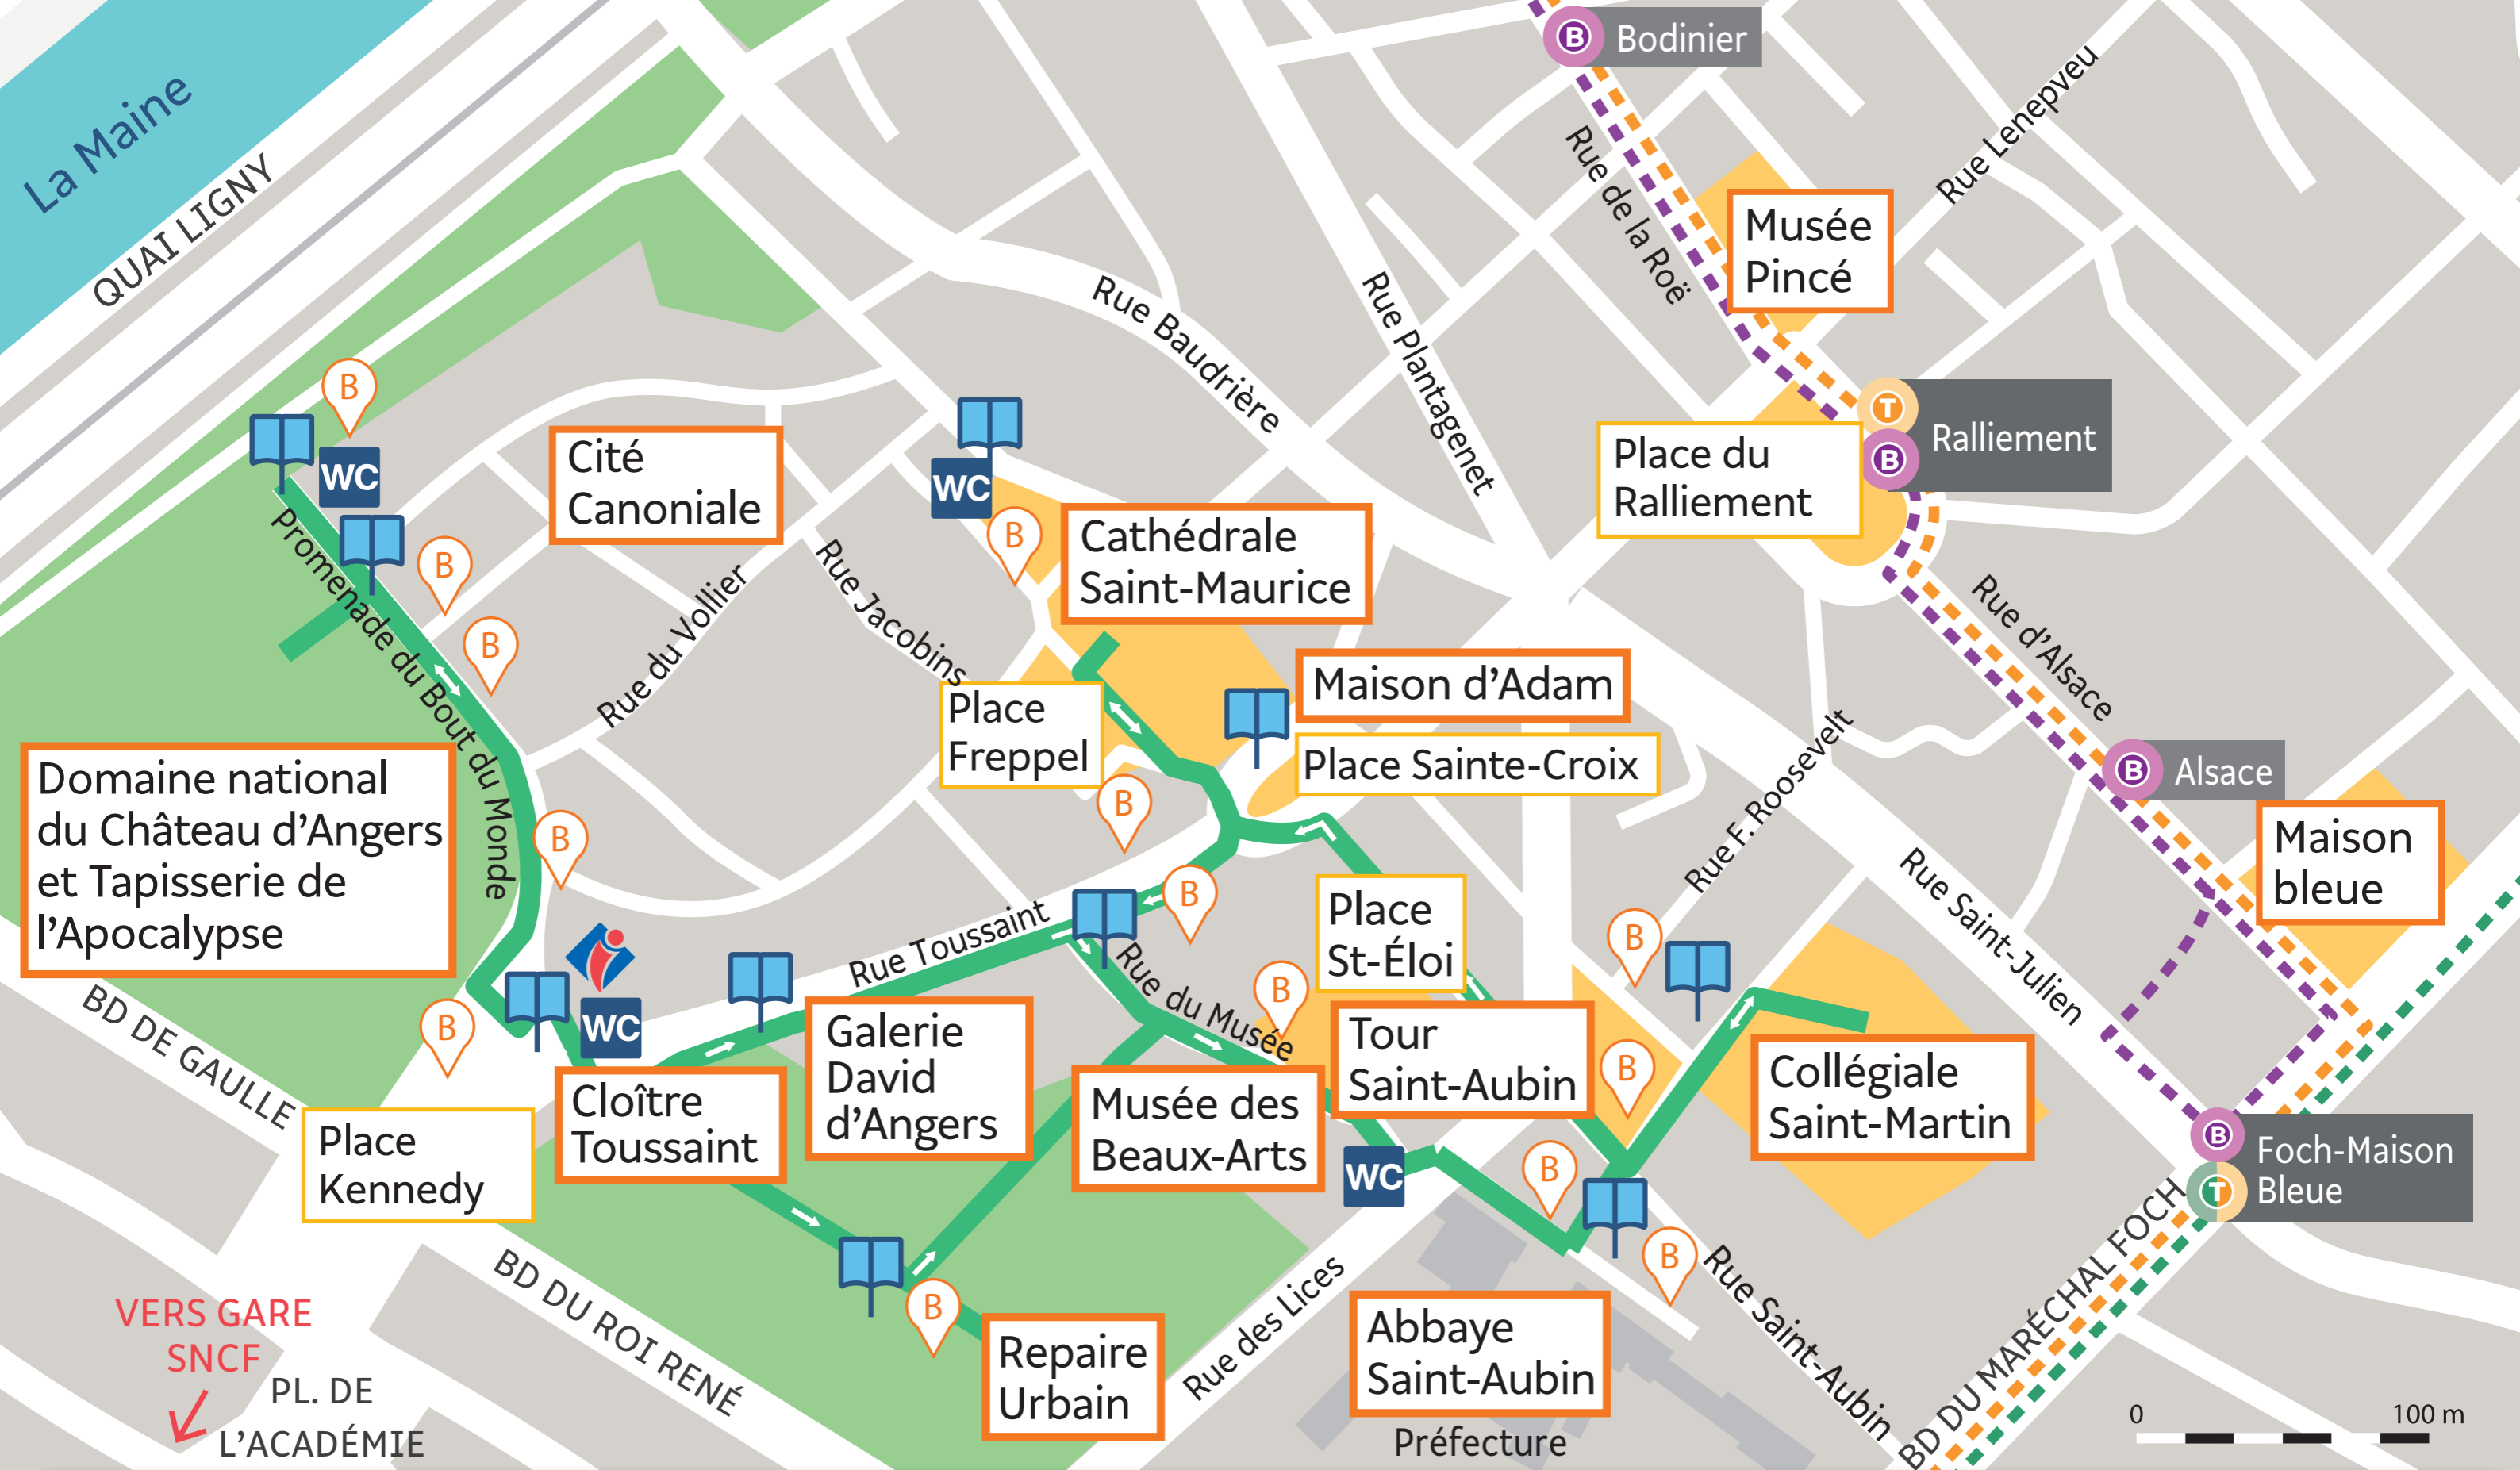 La Maine
QUAI LIGNY
B
Bodinier
Rue de la Roë
Rue Lenepveu
Musée
Pincé
Rue Baudrière
Rue Plantagenet
T
B
Ralliement
Place du
Ralliement
B
WC
WC
B
Cité
Canoniale
Cathédrale
Saint-Maurice
Promenade du Bout du Monde
B
B
Rue du Vollier
Rue Jacobins
Place
Freppel
Maison d'Adam
Place Sainte-Croix
Rue d'Alsace
B
Alsace
Rue F. Roosevelt
Maison
bleue
Domaine national
du Château d'Angers
et Tapisserie de
l'Apocalypse
B
B
B
Rue Toussaint
Rue du Musée
Place
St-Éloi
B
B
Rue Saint-Julien
BD DE GAULLE
B
WC
Galerie
David
d'Angers
Tour
Saint-Aubin
B
Collégiale
Saint-Martin
Cloître
Toussaint
Musée des
Beaux-Arts
WC
B
B
T
Foch-Maison
Bleue
Place
Kennedy
BD DU ROI RENÉ
B
Repaire
Urbain
Rue des Lices
Abbaye
Saint-Aubin
Préfecture
B
Rue Saint-Aubin
BD DU MARÉCHAL FOCH
VERS GARE
SNCF
PL. DE
L'ACADÉMIE
0
100 m